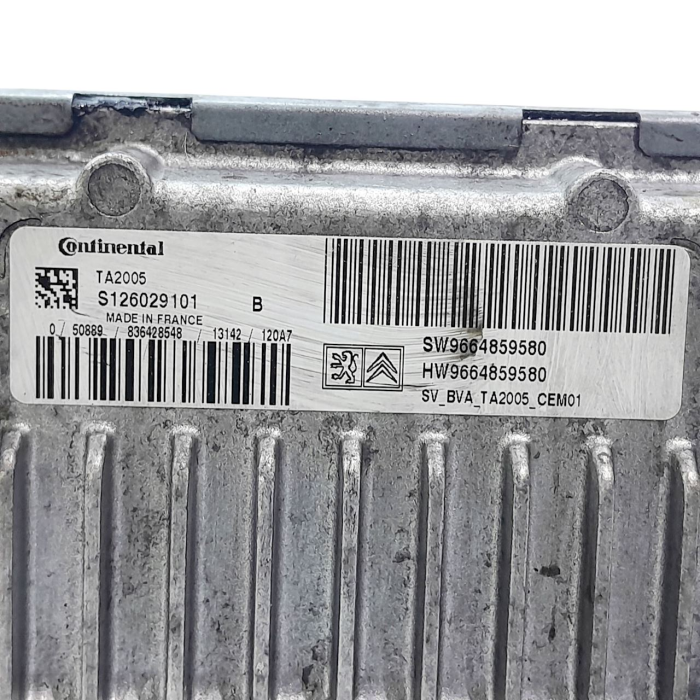 Continental
TA2005
S126029101 B
MADE IN FRANCE
0 / 50889 / 836428548 / 13142 / 120A7
SW9664859580
HW9664859580
SV_BVA_TA2005_CEM01